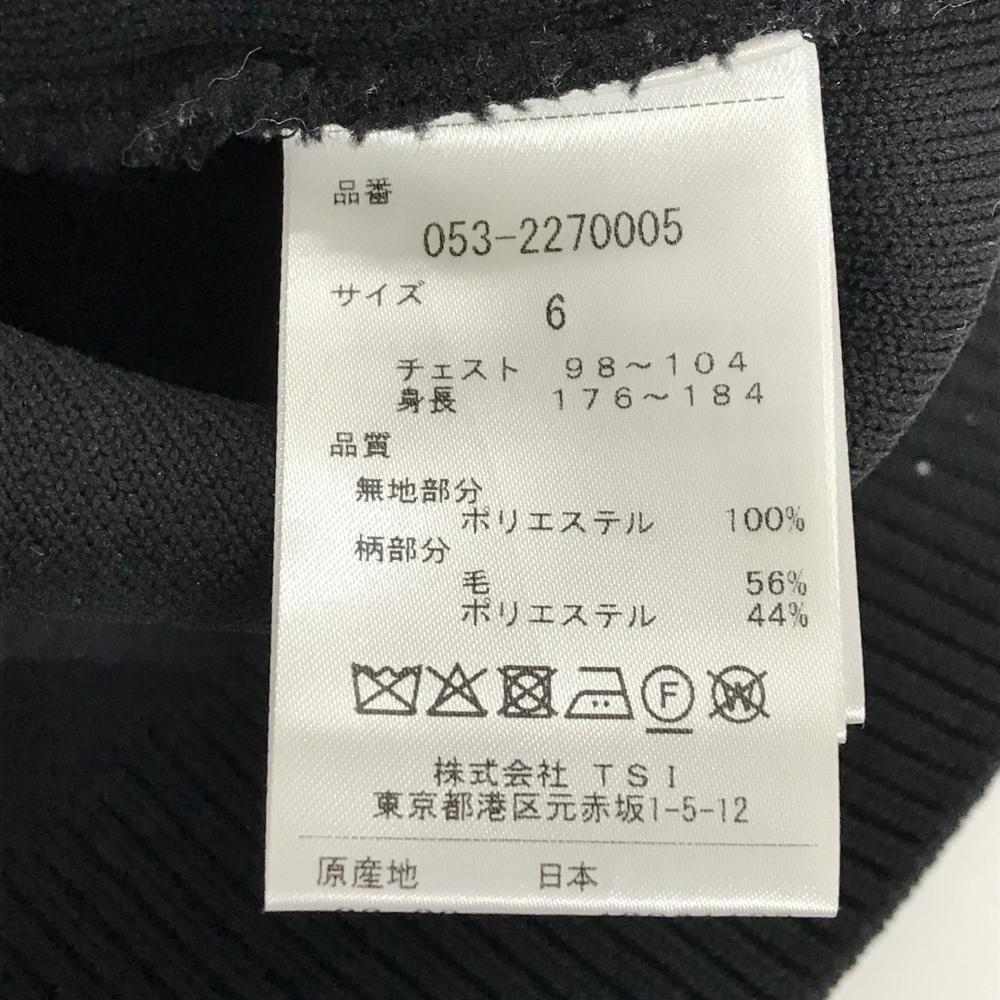 品番
053-2270005
サイズ 6
チェスト 98～104
身長 176～184
品質
無地部分
ポリエステル 100%
柄部分
毛 56%
ポリエステル 44%
F W
株式会社 TSI
東京都港区元赤坂1-5-12
原産地 日本